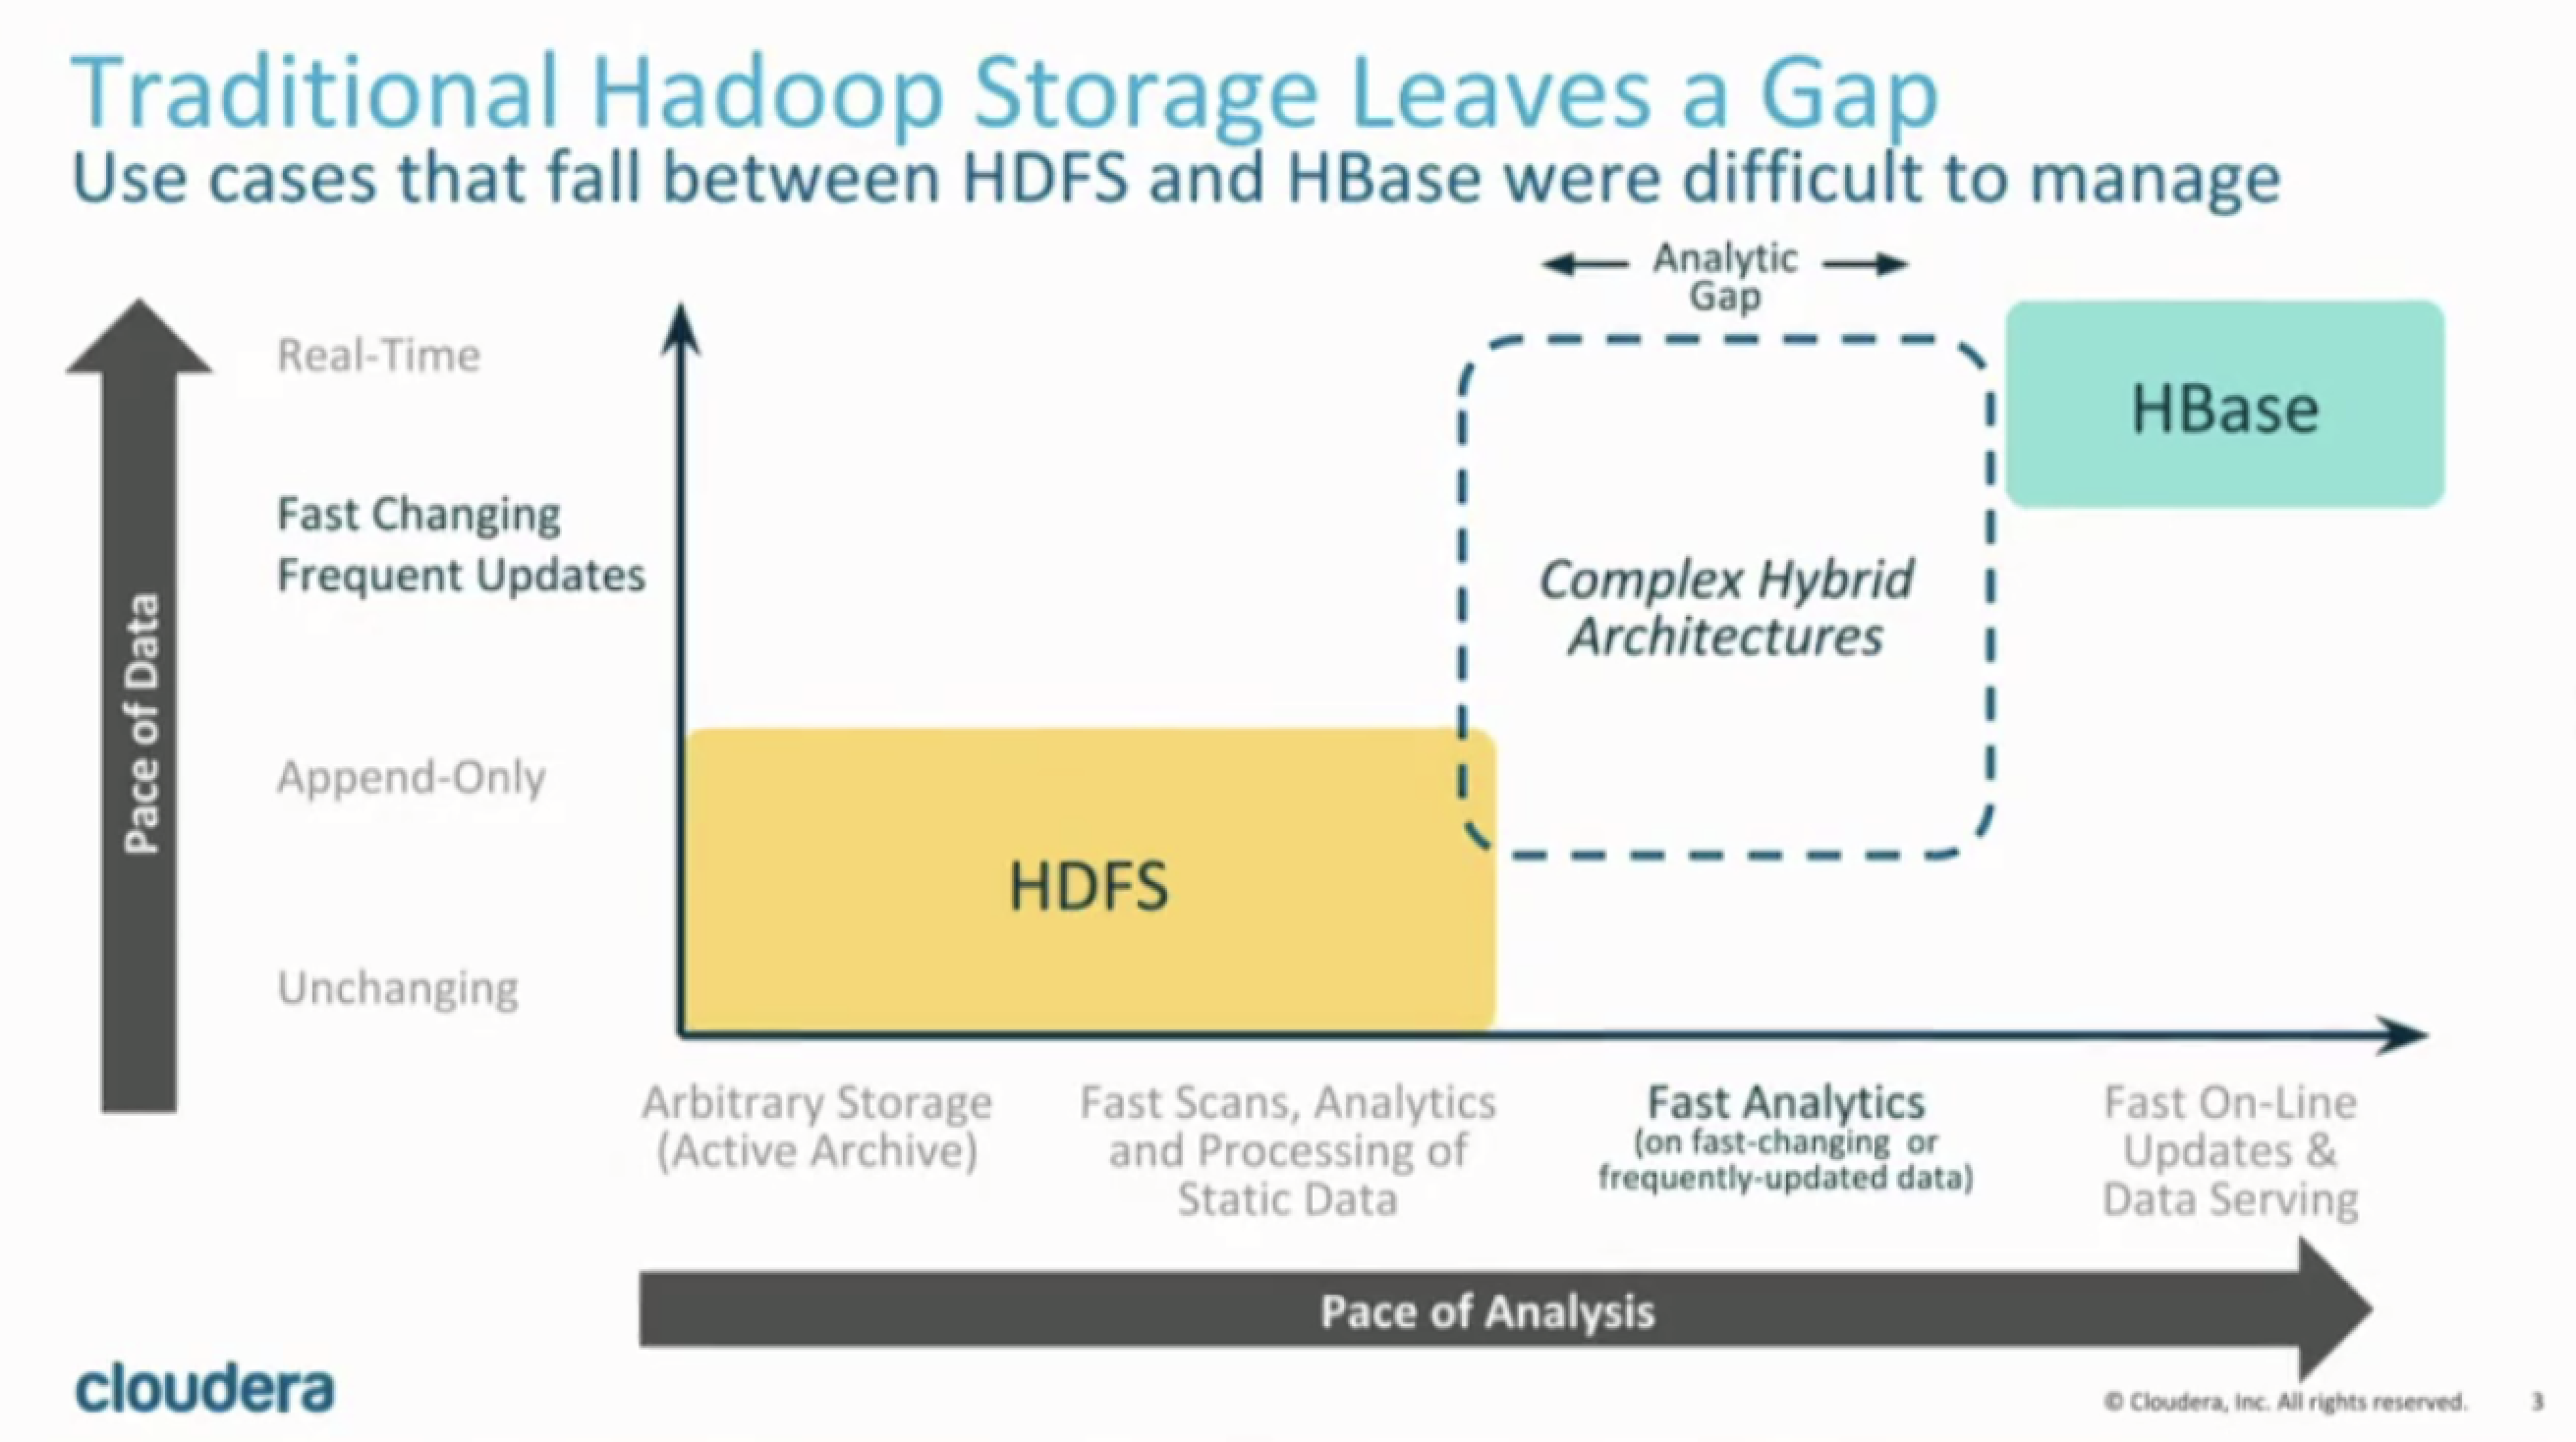 Traditional Hadoop Storage Leaves a Gap
Use cases that fall between HDFS and HBase were difficult to manage
Analytic
Gap
Real-Time
HBase
Fast Changing
Frequent Updates
Complex Hybrid
Architectures
Pace of Data
Append-Only
HDFS
Unchanging
Arbitrary Storage
(Active Archive)
Fast Scans, Analytics
and Processing of
Static Data
Fast Analytics
(on fast-changing or
frequently-updated data)
Fast On-Line
Updates &
Data Serving
Pace of Analysis
cloudera
© Cloudera, Inc. All rights reserved.
3